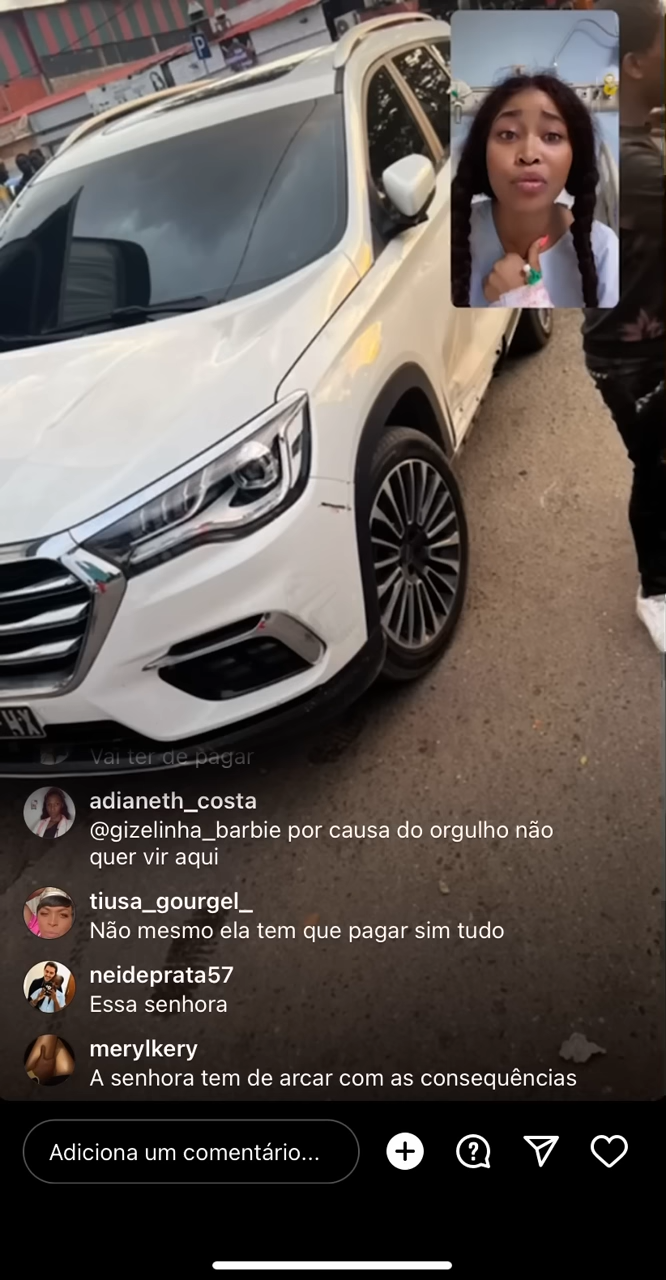 P
HX
Vai ter de pagar
adianeth_costa
@gizelinha_barbie por causa do orgulho não
quer vir aqui
tiusa_gourgel_
Não mesmo ela tem que pagar sim tudo
neideprata57
Essa senhora
merylkery
A senhora tem de arcar com as consequências
Adiciona um comentário...